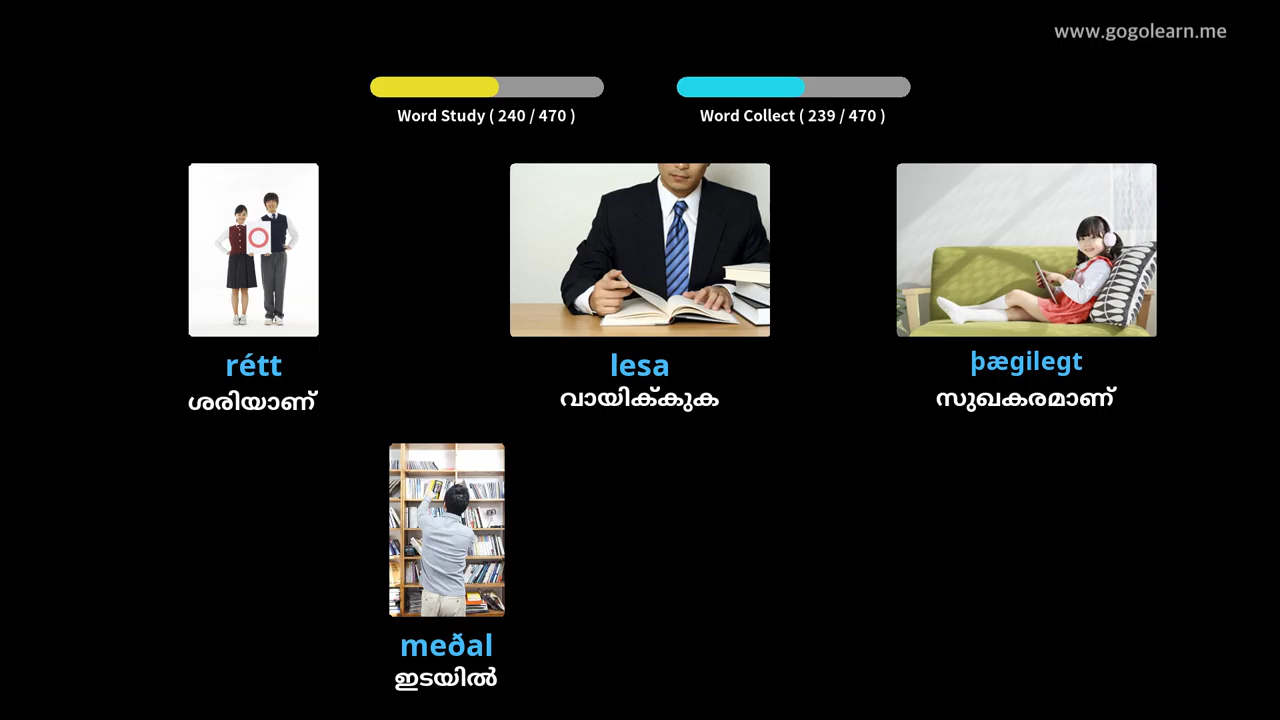 www.gogolearn.me
Word Study ( 240 / 470 )
Word Collect ( 239 / 470 )
rétt
ശരിയാണ്
lesa
വായിക്കുക
þægilegt
സുഖകരമാണ്
meðal
ഇടയിൽ